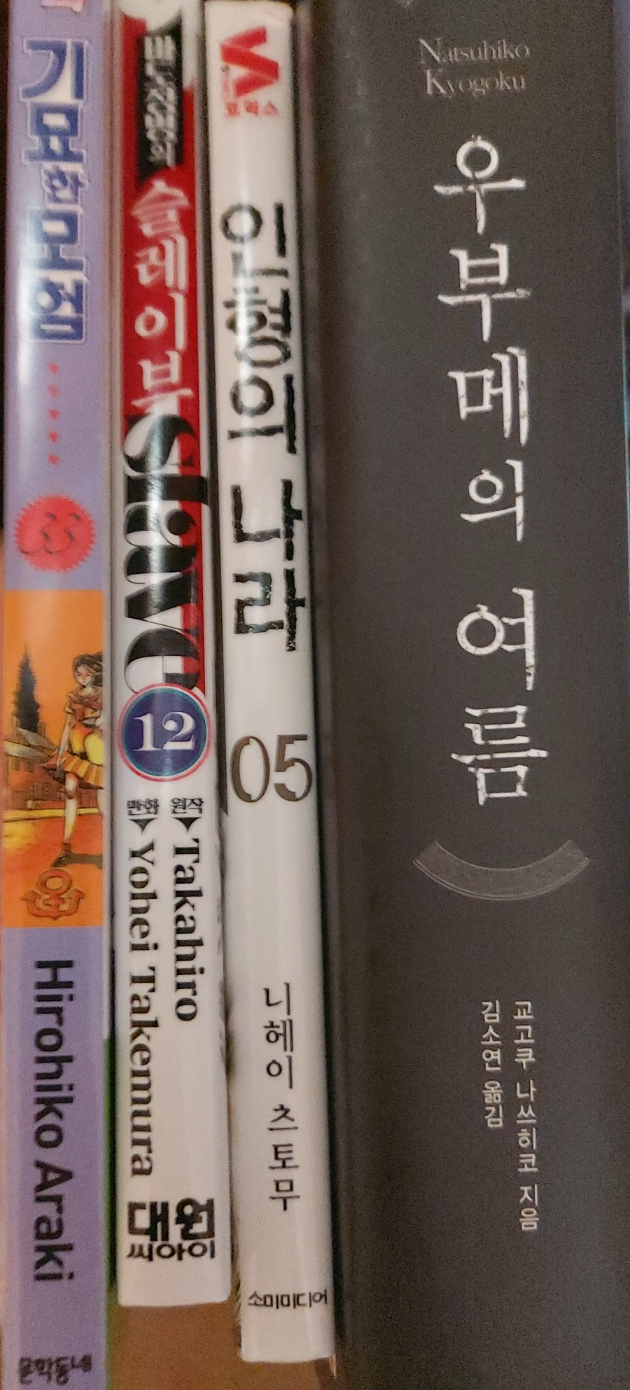 기묘한 모험
33
Hirohiko Araki
문학동네
슬레이브
slave
12
만화
원작
Takahiro
Yohei Takemura
대원
씨아이
코믹스
인형의 나라
05
니헤이 츠토무
소미미디어
Natsuhiko
Kyogoku
우부메의 여름
교고쿠 나쓰히코 지음
김소연 옮김